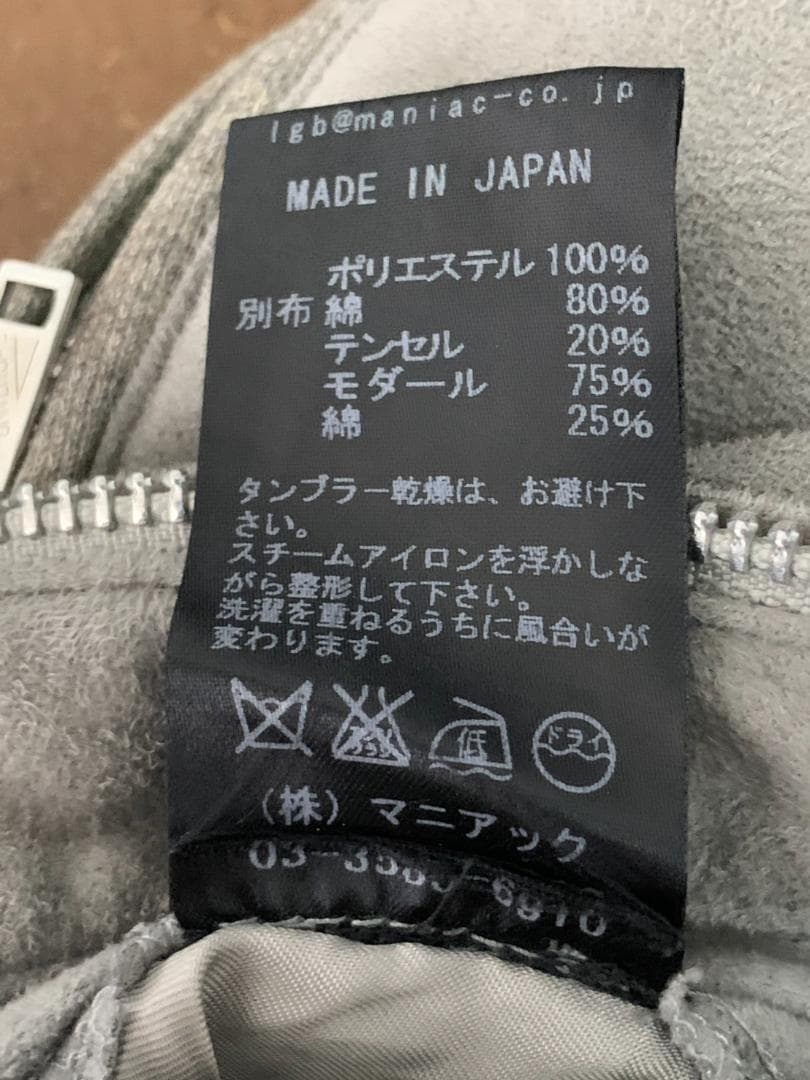 lgb@maniac-co.jp
MADE IN JAPAN
ポリエステル 100%
別布 綿 80%
テンセル 20%
モダール 75%
綿 25%
タンブラー乾燥は、お避け下
さい。
スチームアイロンを浮かしな
がら整形して下さい。
洗濯を重ねるうちに風合いが
変わります。
低
ドライ
(株) マニアック